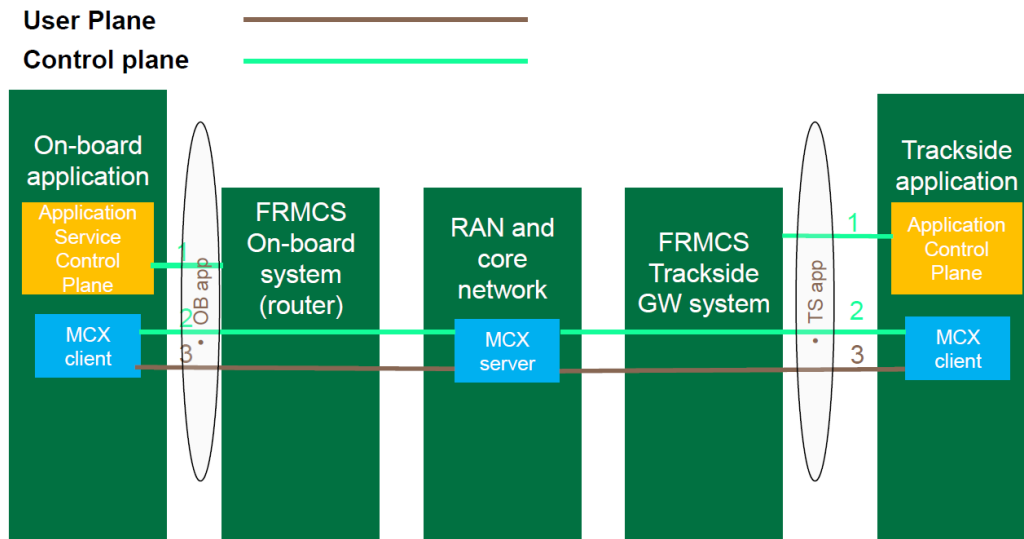 User Plane
Control plane
On-board
application
Application
Service
Control
Plane
MCX
client
1
2
3
• OB app
FRMCS
On-board
system
(router)
RAN and
core
network
MCX
server
FRMCS
Trackside
GW system
1
2
3
• TS app
Trackside
application
Application
Control
Plane
MCX
client